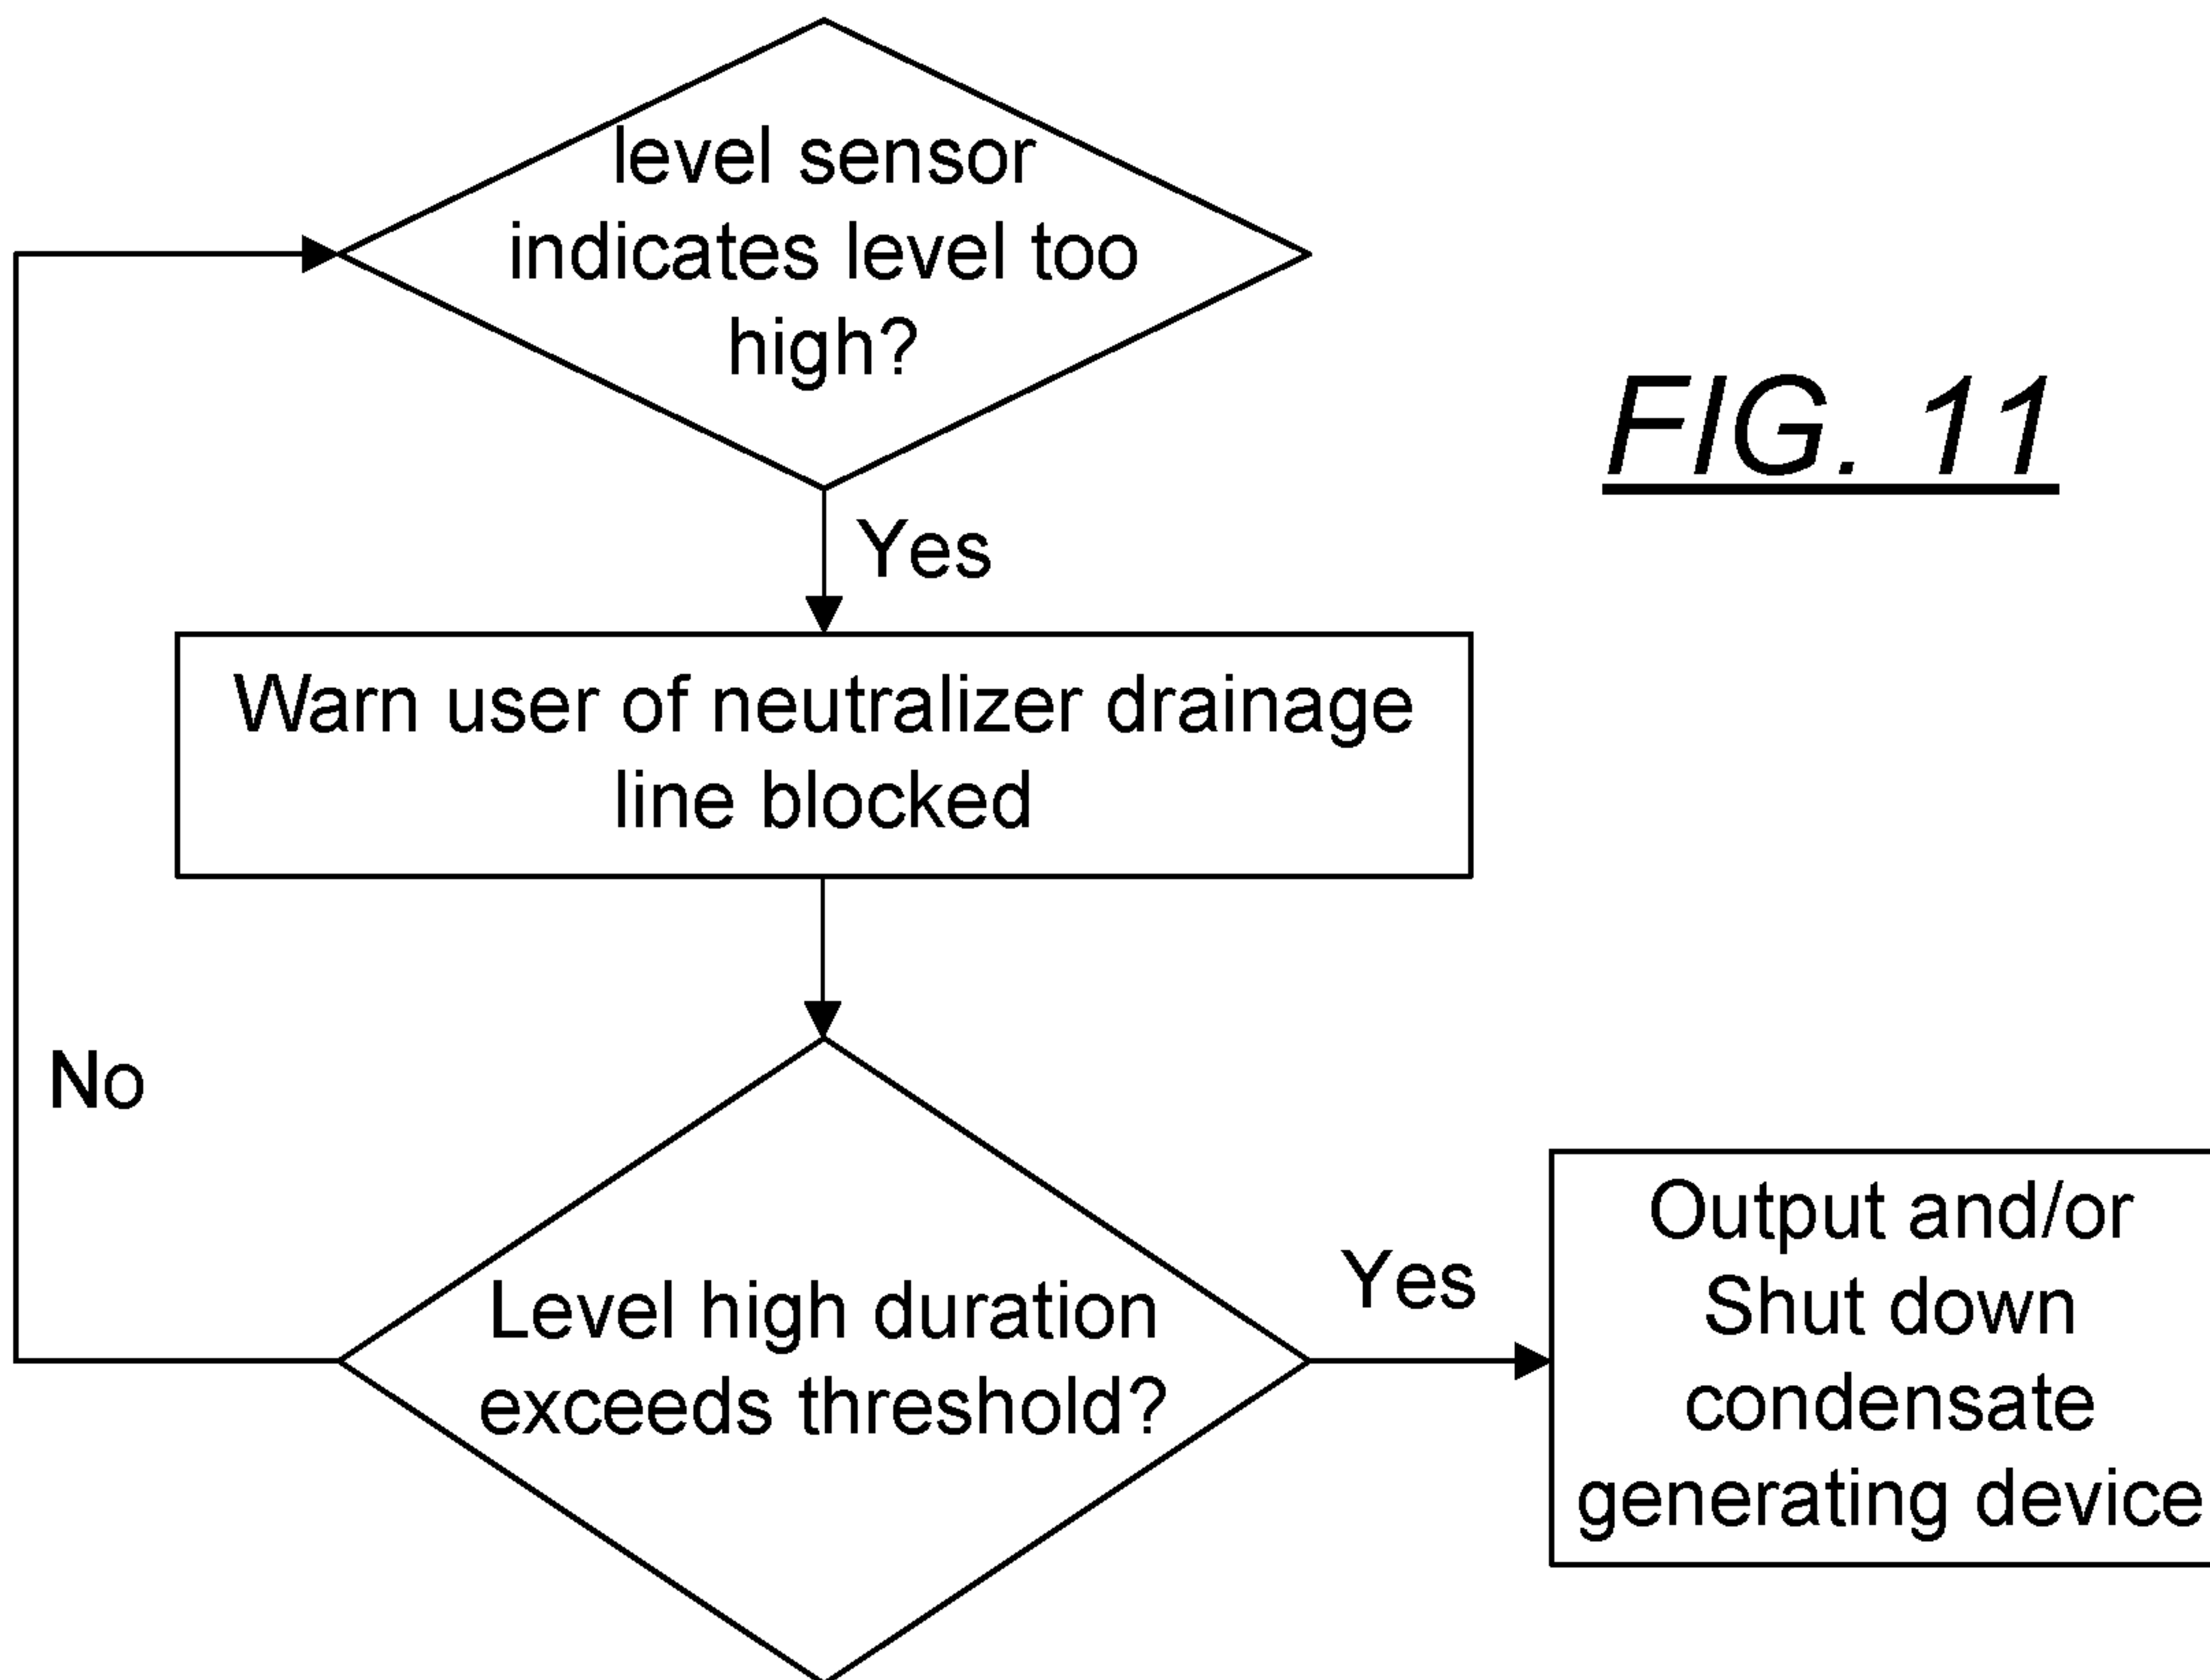 level sensor
indicates level too
high?
FIG. 11
Yes
Warn user of neutralizer drainage
line blocked
No
Level high duration
exceeds threshold?
Yes
Output and/or
Shut down
condensate
generating device